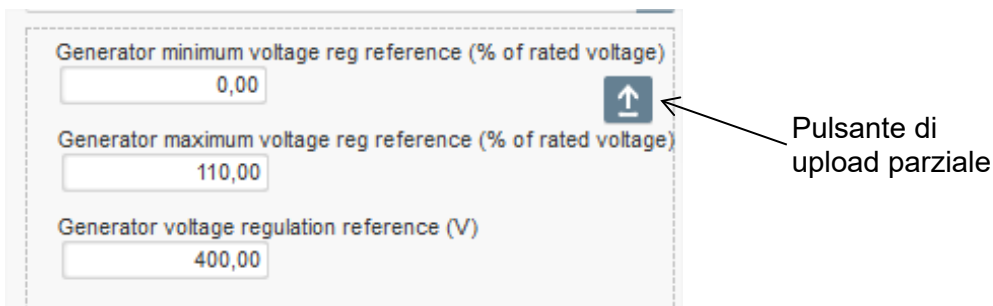 Generator minimum voltage reg reference (% of rated voltage)
0,00
Generator maximum voltage reg reference (% of rated voltage)
110,00
Generator voltage regulation reference (V)
400,00
Pulsante di
upload parziale